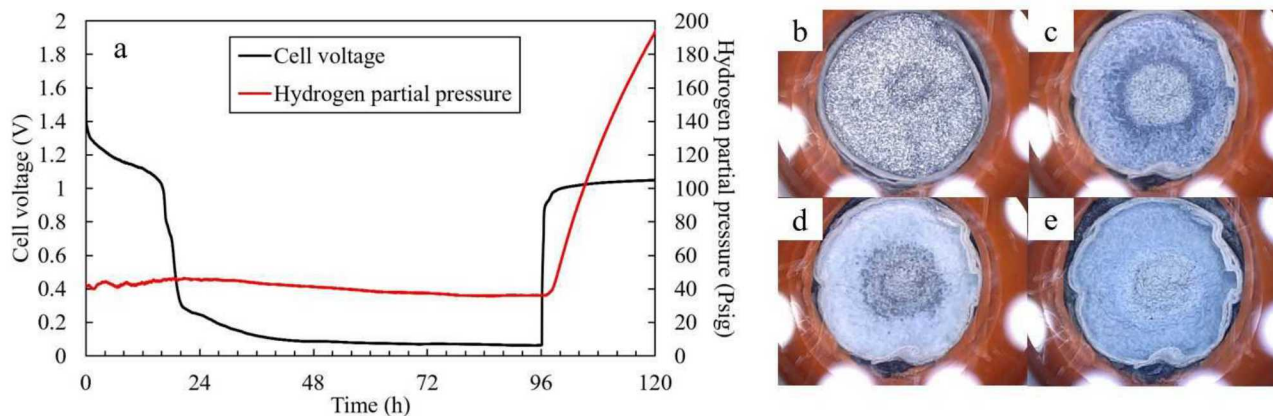 a
Cell voltage
Hydrogen partial pressure
2
1.8
1.6
1.4
1.2
1
0.8
0.6
0.4
0.2
0
Cell voltage (V)
200
180
160
140
120
100
80
60
40
20
0
Hydrogen partial pressure (Psig)
0 24 48 72 96 120
Time (h)
b
c
d
e